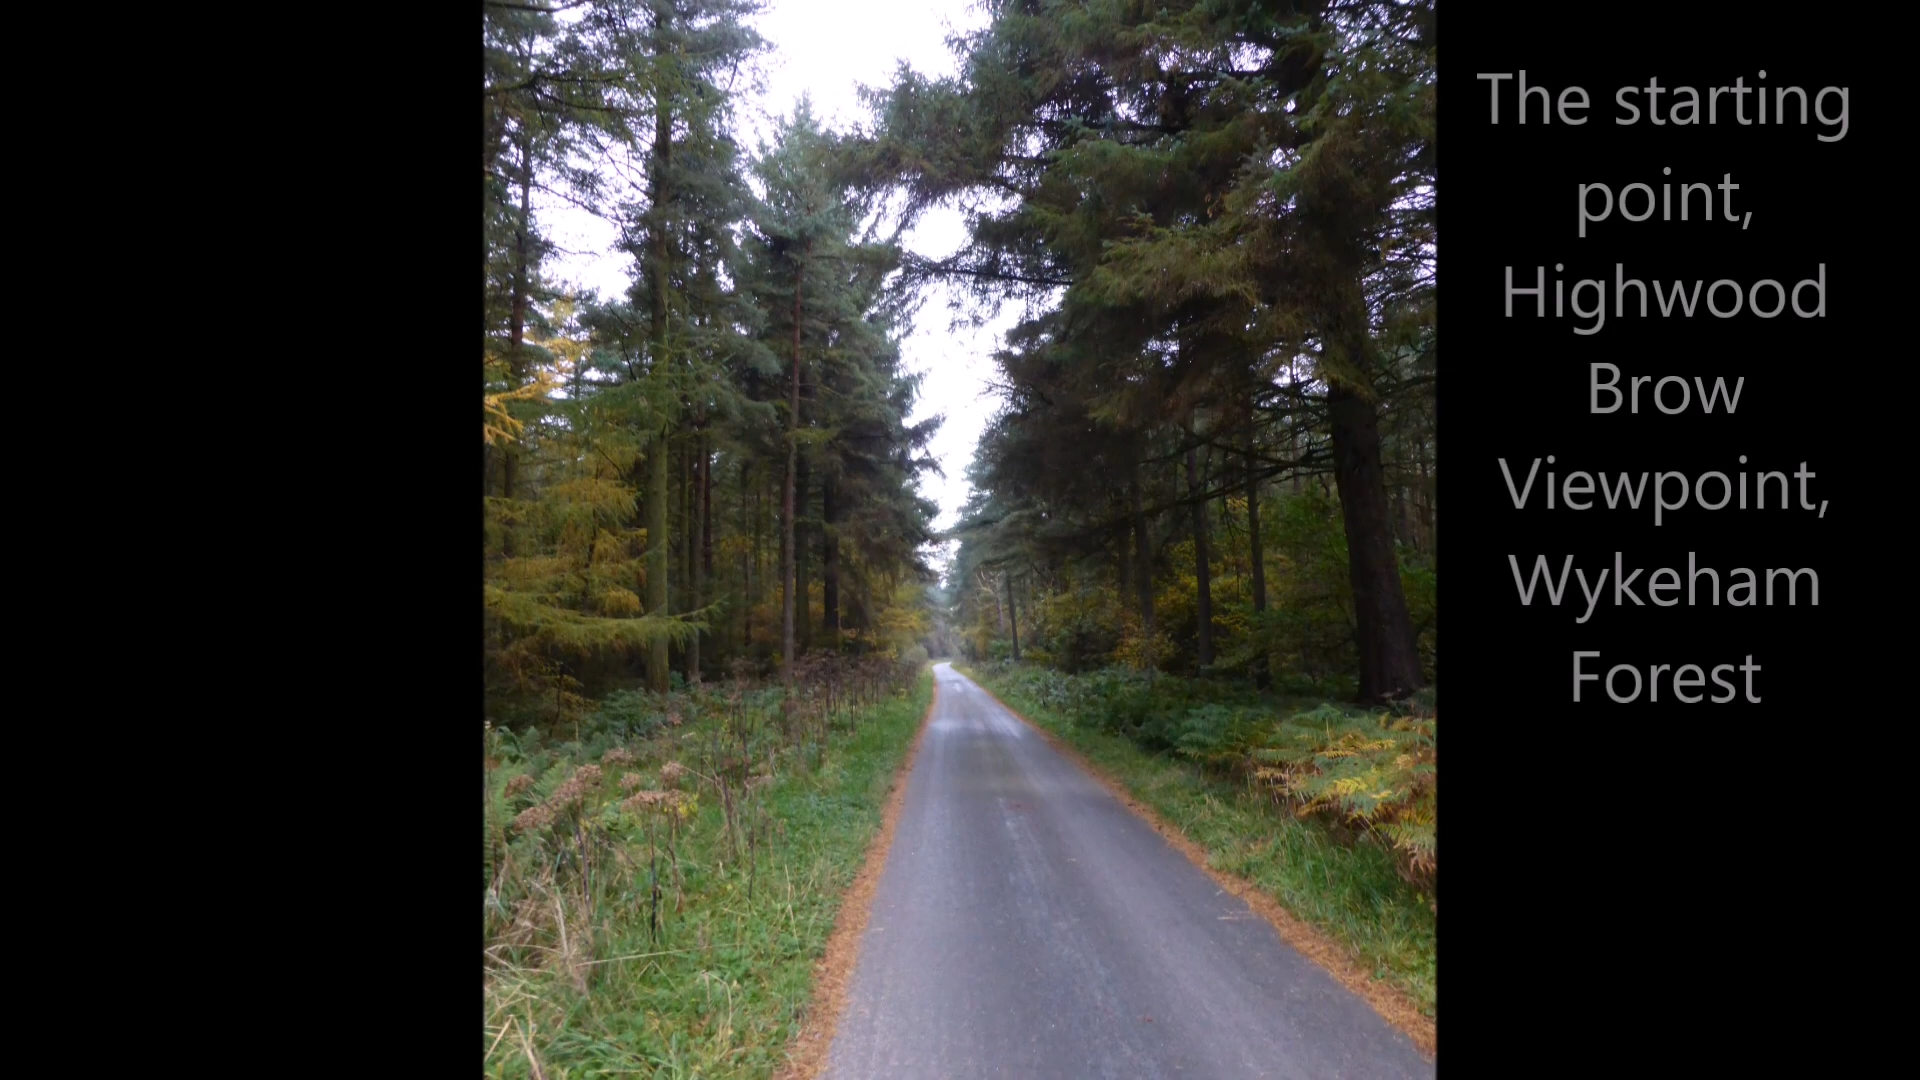 The starting
point,
Highwood
Brow
Viewpoint,
Wykeham
Forest